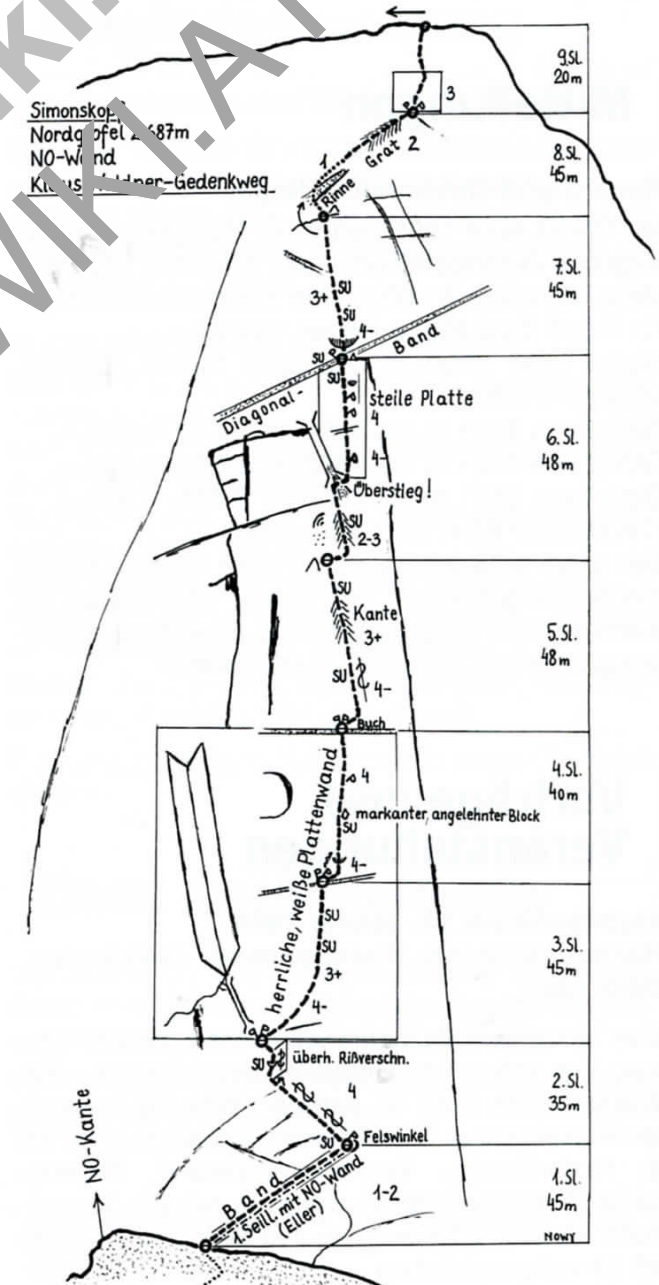 9.SL.
20m
3
Simonskopf
Nordgipfel 2687m
NO-Wand
Gedenkweg
Grat 2
1
Rinne
8.SL.
45m
7.SL.
45m
SU
3+
SU
4-
SU
SU
Diagonal-Band
steile Platte
4
4-
6.SL.
48m
Überstieg!
SU
2-3
SU
Kante
3+
5.SL.
48m
SU
4-
Buch
4
4.SL.
40m
markanter, angelehnter Block
SU
4-
herrliche, weiße Plattenwand
SU
SU
3+
3.SL.
45m
4-
überh. Rißverschn.
SU
4
2.SL.
35m
SU
Felswinkel
NO-Kante
Band
1.Seill. mit NO-Wand
(Eller)
1-2
1.SL.
45m
NOWY